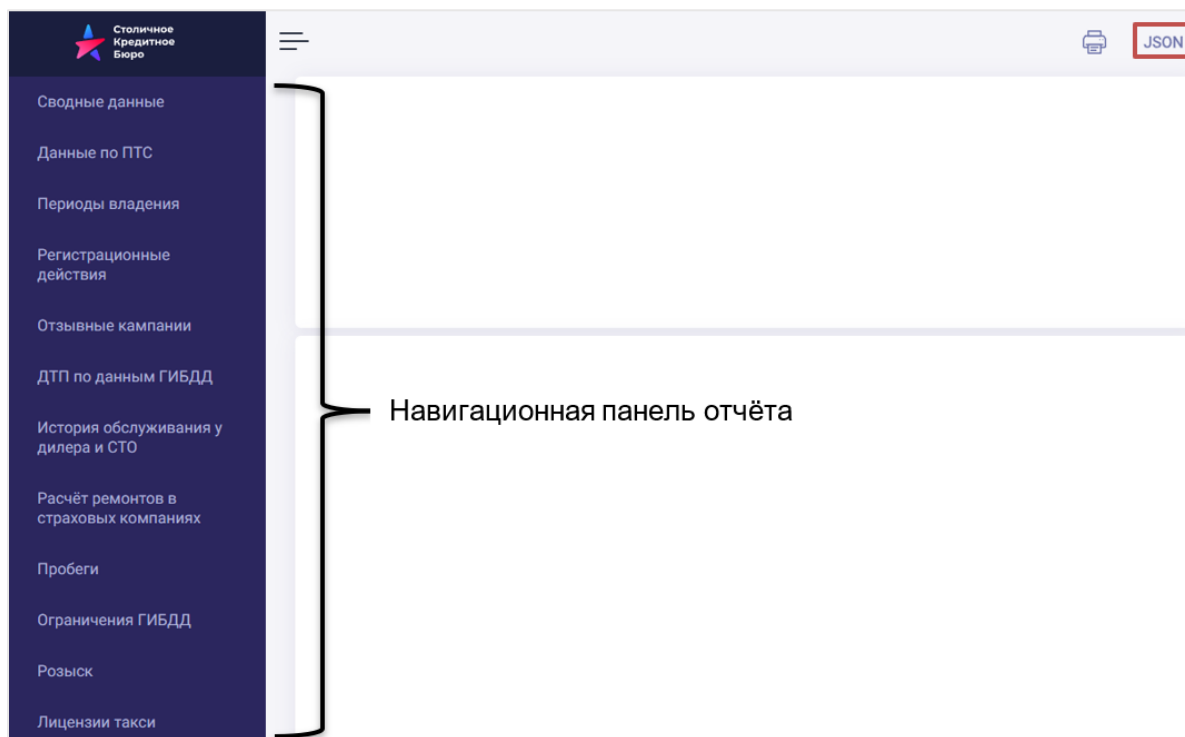 Столичное
Кредитное
Бюро
JSON
Сводные данные
Данные по ПТС
Периоды владения
Регистрационные
действия
Отзывные кампании
ДТП по данным ГИБДД
Навигационная панель отчёта
История обслуживания у
дилера и СТО
Расчёт ремонтов в
страховых компаниях
Пробеги
Ограничения ГИБДД
Розыск
Лицензии такси